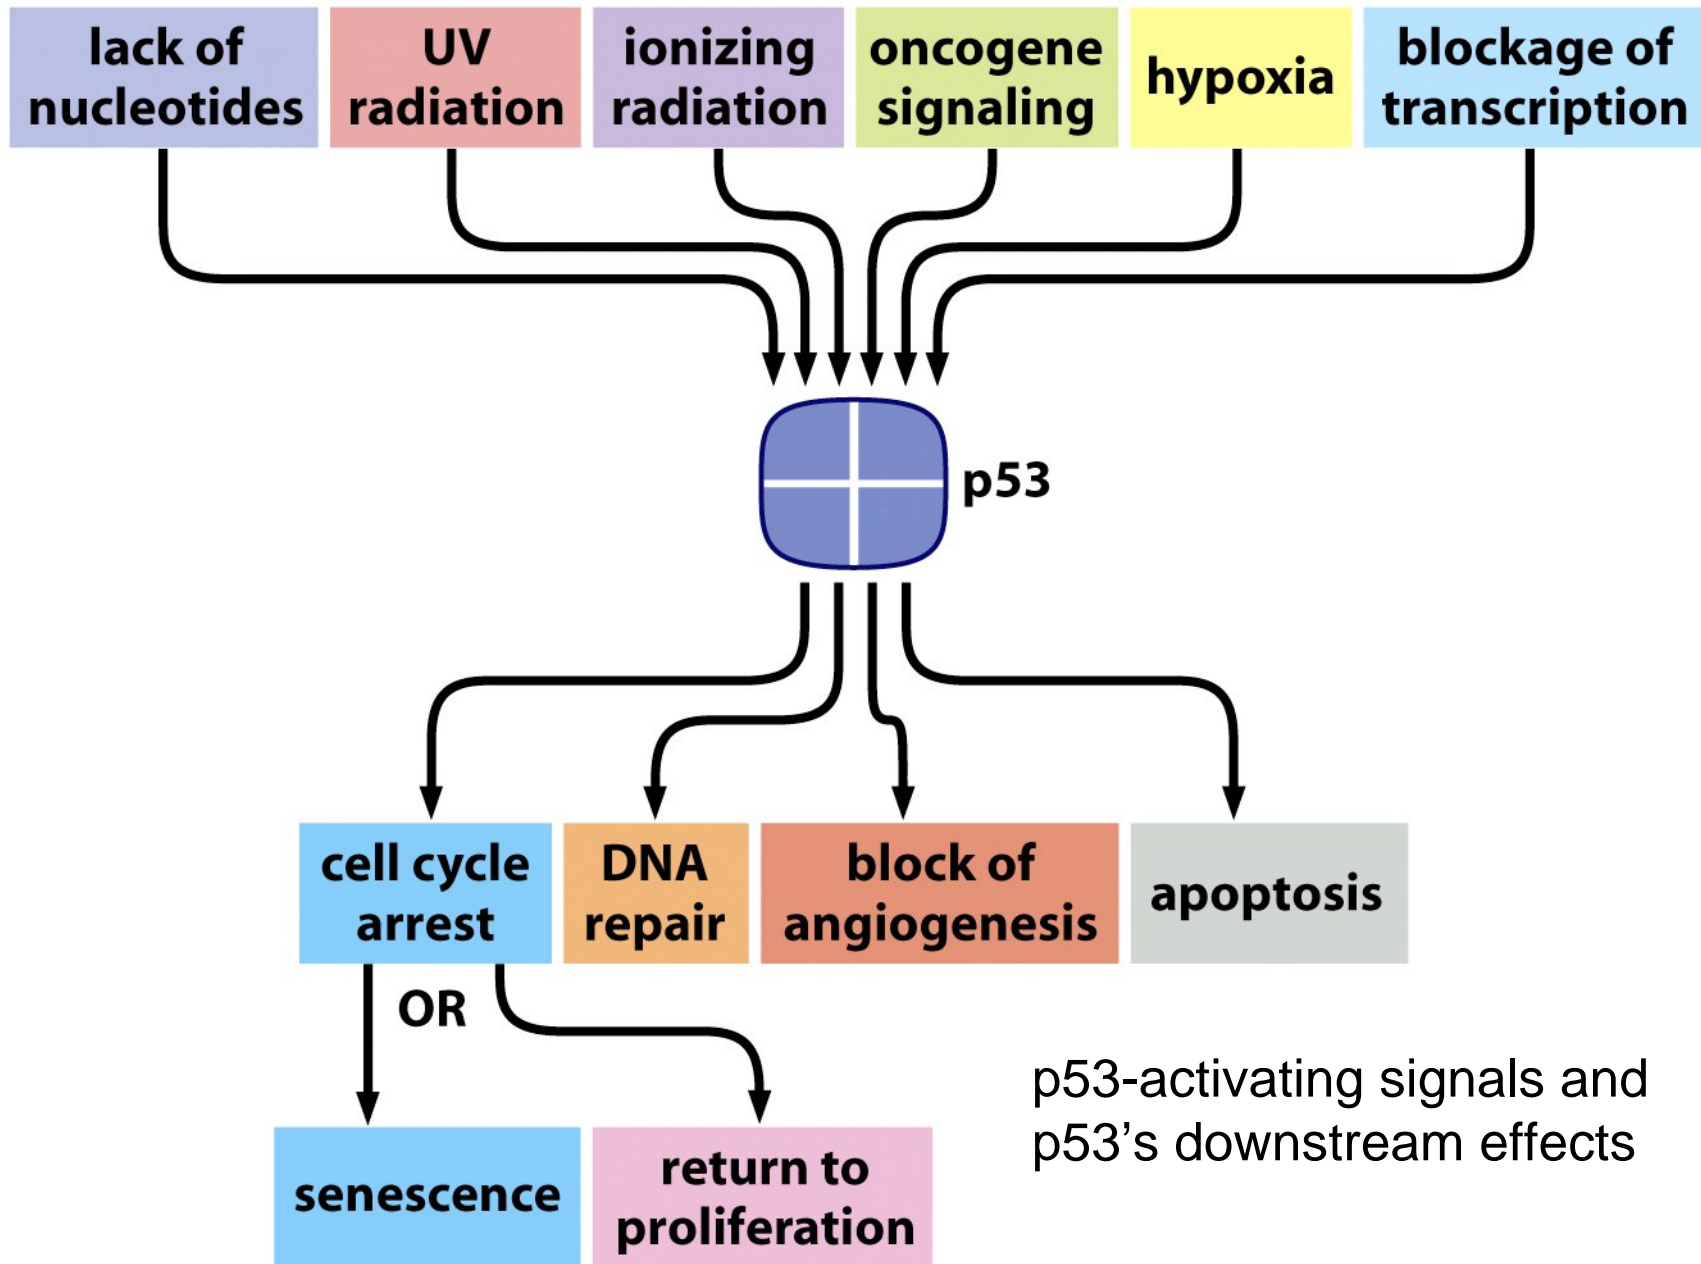 lack of
nucleotides
UV
radiation
ionizing
radiation
oncogene
signaling
hypoxia
blockage of
transcription
p53
cell cycle
arrest
DNA
repair
block of
angiogenesis
apoptosis
OR
senescence
return to
proliferation
p53-activating signals and
p53’s downstream effects